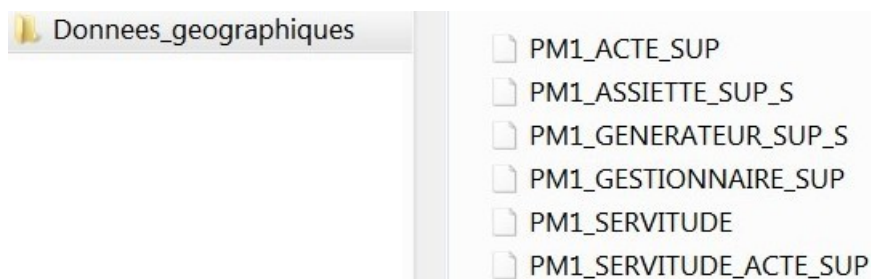 Donnees_geographiques
PM1_ACTE_SUP
PM1_ASSIETTE_SUP_S
PM1_GENERATEUR_SUP_S
PM1_GESTIONNAIRE_SUP
PM1_SERVITUDE
PM1_SERVITUDE_ACTE_SUP